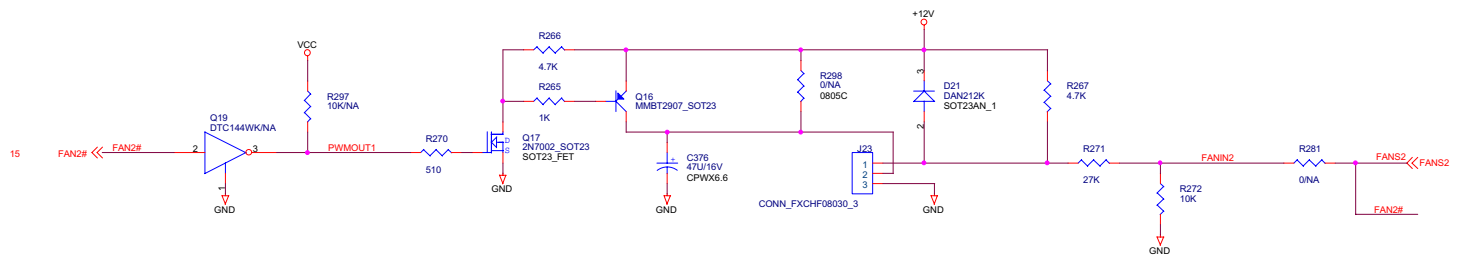 +12V
VCC
R297
10K/NA
Q19
DTC144WK/NA
15
FAN2#
FAN2#
2
3
1
GND
PWMOUT1
R270
510
R266
4.7K
R265
1K
Q17
2N7002_SOT23
SOT23_FET
D
S
GND
Q16
MMBT2907_SOT23
C376
47U/16V
CPWX6.6
+
GND
R298
0/NA
0805C
3
D21
DAN212K
SOT23AN_1
2
R267
4.7K
J23
1
2
3
CONN_FXCHF08030_3
GND
R271
27K
FANIN2
R272
10K
GND
R281
0/NA
FANS2
FANS2
FAN2#